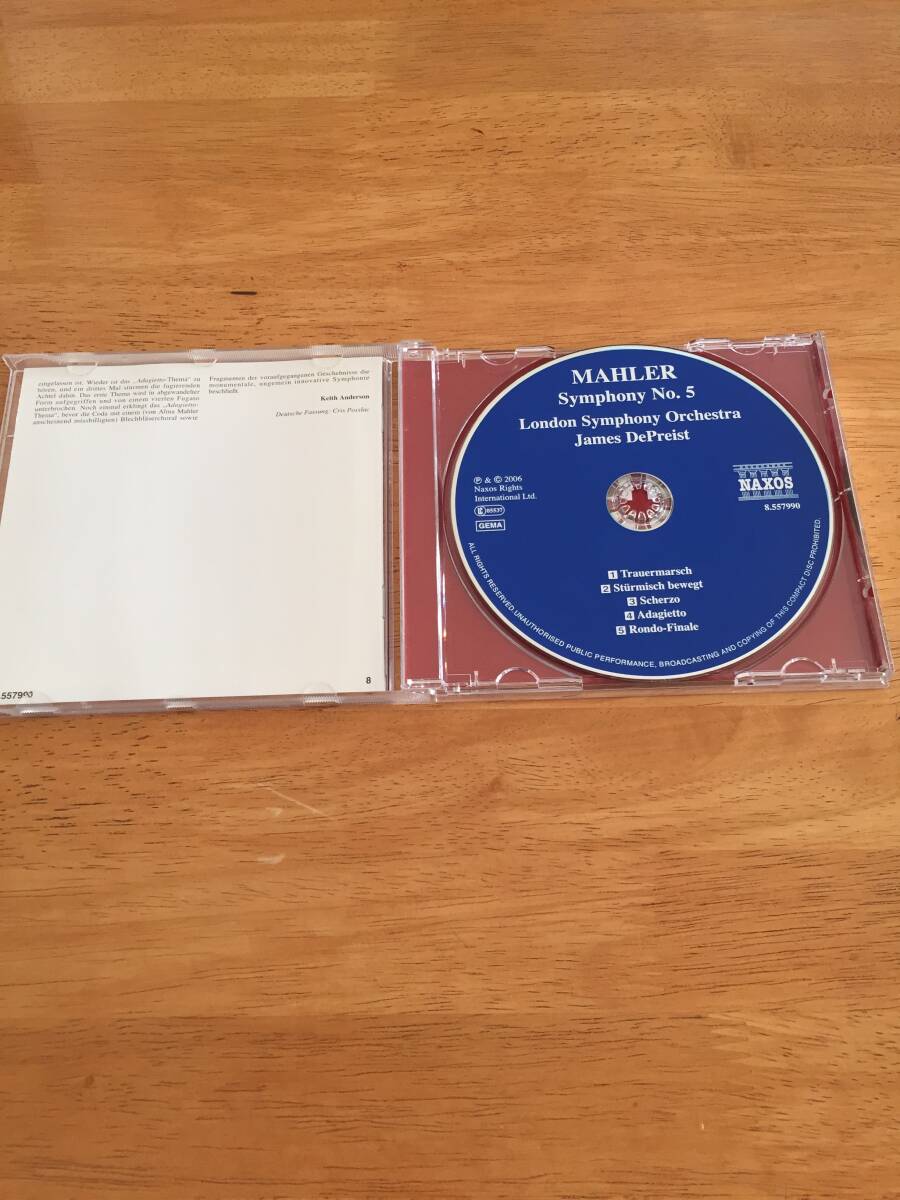 eingelassen ist. Wieder ist das „Adagietto-Thema“ zu
hören, und ein drittes Mal stürmen die fugierenden
Achtel dahin. Das erste Thema wird in abgewandelter
Form aufgegriffen und von einem vierten Fugato
unterbrochen. Noch einmal erklingt das „Adagietto-
Thema“, bevor die Coda mit einem (von Alma Mahler
anscheinend missbilligten) Blechbläserchoral sowie
Fragmenten der voraufgegangenen Geschehnisse die
monumentale, ungemein innovative Symphonie
beschließt.
Keith Anderson
Deutsche Fassung: Cris Posslac
.557990
8
MAHLER
Symphony No. 5
London Symphony Orchestra
James DePreist
℗ & © 2006
Naxos Rights
International Ltd.
LC 05537
GEMA
NAXOS
8.557990
1 Trauermarsch
2 Stürmisch bewegt
3 Scherzo
4 Adagietto
5 Rondo-Finale
ALL RIGHTS RESERVED. UNAUTHORISED PUBLIC PERFORMANCE, BROADCASTING AND COPYING OF THIS COMPACT DISC PROHIBITED.